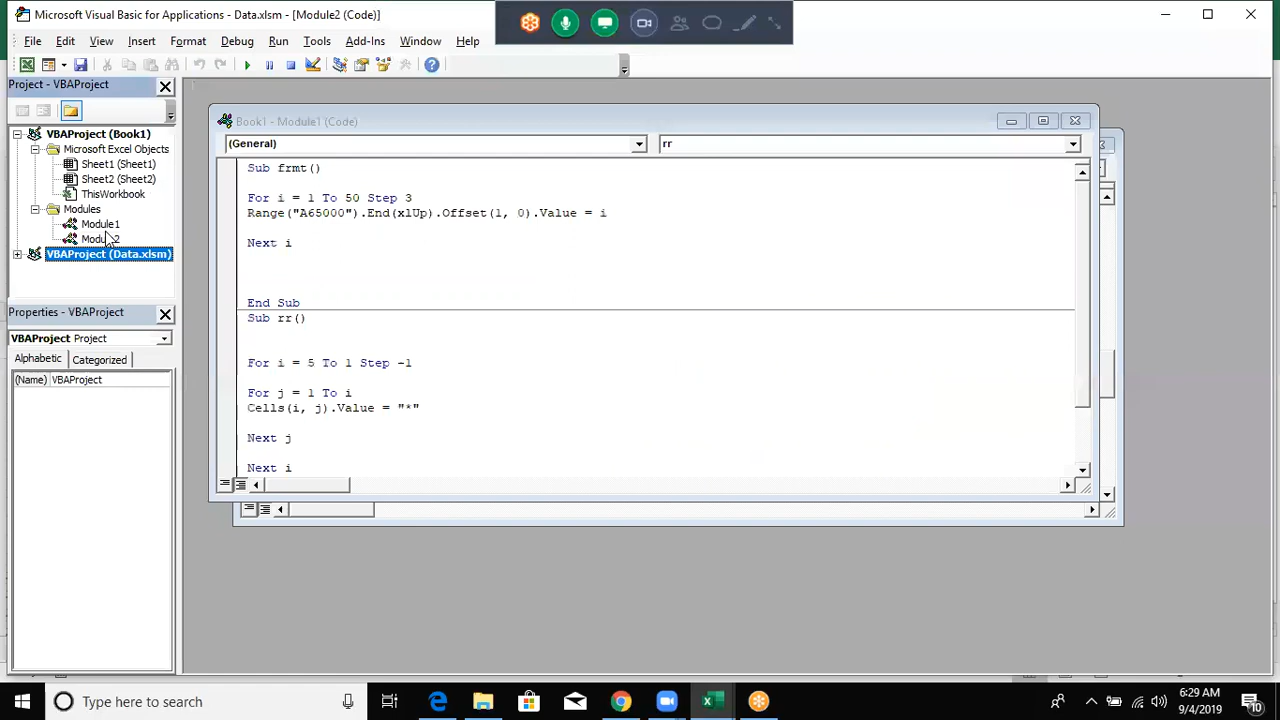 Microsoft Visual Basic for Applications - Data.xlsm - [Module2 (Code)]
File Edit View Insert Format Debug Run Tools Add-Ins Window Help
Project - VBAProject
VBAProject (Book1)
Microsoft Excel Objects
Sheet1 (Sheet1)
Sheet2 (Sheet2)
ThisWorkbook
Modules
Module1
VBAProject (Data.xlsm)
Properties - VBAProject
VBAProject Project
Alphabetic Categorized
(Name) VBAProject
Book1 - Module1 (Code)
(General) rr
Sub frmt()
For i = 1 To 50 Step 3
Range("A65000").End(xlUp).Offset(1, 0).Value = i
Next i
End Sub
Sub rr()
For i = 5 To 1 Step -1
For j = 1 To i
Cells(i, j).Value = "*"
Next j
Next i
Type here to search
6:29 AM
9/4/2019
10